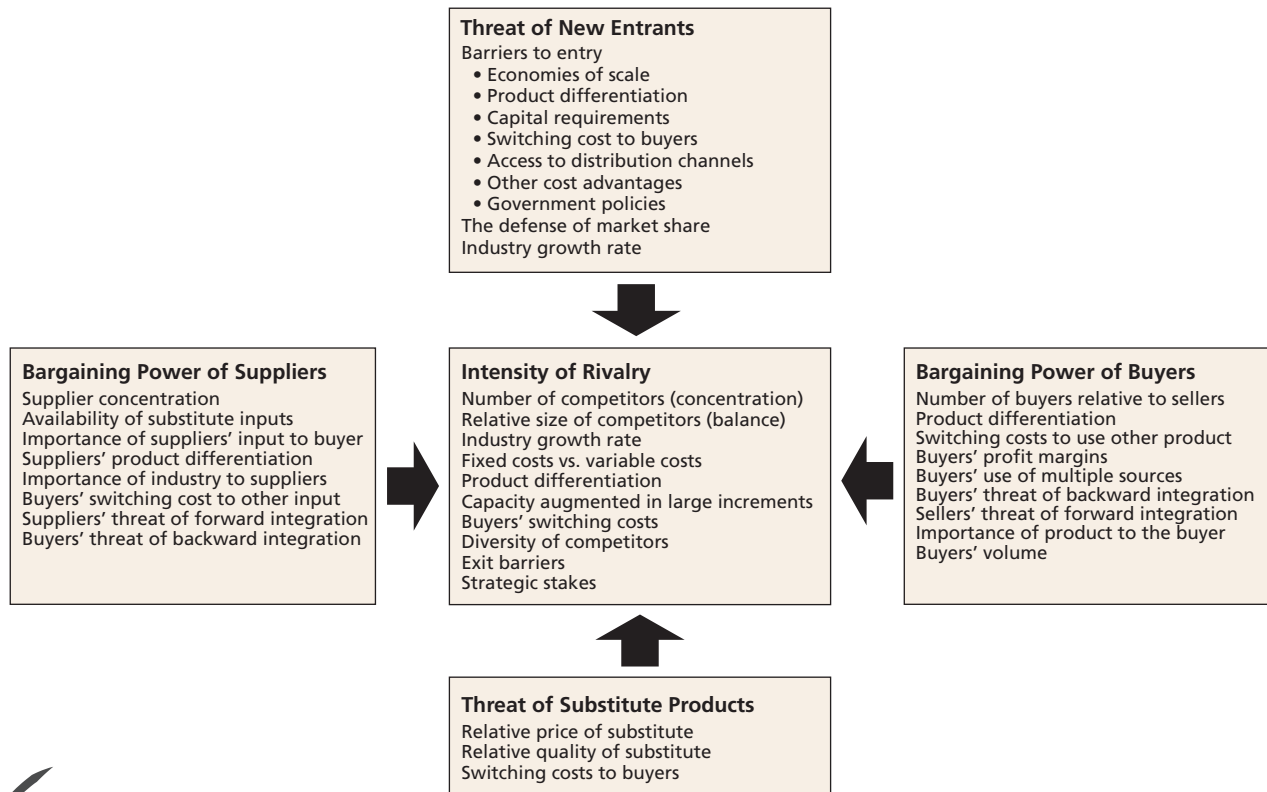 Threat of New Entrants
Barriers to entry
• Economies of scale
• Product differentiation
• Capital requirements
• Switching cost to buyers
• Access to distribution channels
• Other cost advantages
• Government policies
The defense of market share
Industry growth rate
Bargaining Power of Suppliers
Supplier concentration
Availability of substitute inputs
Importance of suppliers’ input to buyer
Suppliers’ product differentiation
Importance of industry to suppliers
Buyers’ switching cost to other input
Suppliers’ threat of forward integration
Buyers’ threat of backward integration
Intensity of Rivalry
Number of competitors (concentration)
Relative size of competitors (balance)
Industry growth rate
Fixed costs vs. variable costs
Product differentiation
Capacity augmented in large increments
Buyers’ switching costs
Diversity of competitors
Exit barriers
Strategic stakes
Bargaining Power of Buyers
Number of buyers relative to sellers
Product differentiation
Switching costs to use other product
Buyers’ profit margins
Buyers’ use of multiple sources
Buyers’ threat of backward integration
Sellers’ threat of forward integration
Importance of product to the buyer
Buyers’ volume
Threat of Substitute Products
Relative price of substitute
Relative quality of substitute
Switching costs to buyers